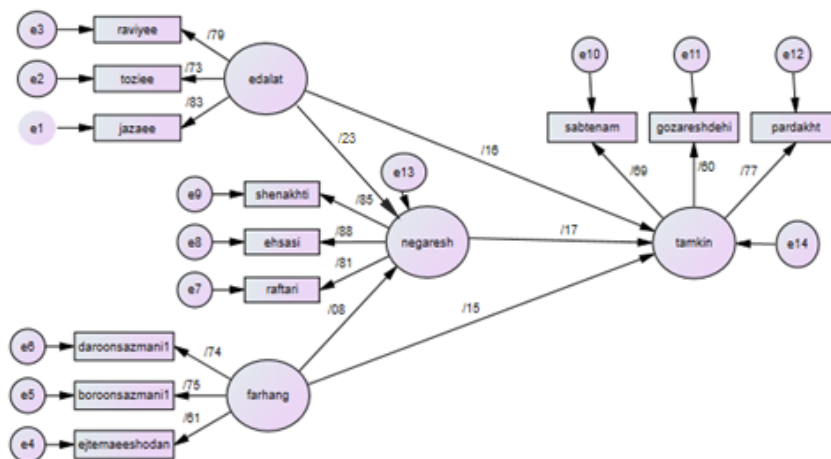 e3
raviyee
/79
e2
toziee
/73
edalat
e1
jazaee
/83
e10
e11
e12
sabtenam
gozareshdehi
pardakht
/23
/16
/69
/60
/77
e13
e9
shenakhti
/85
e8
ehsasi
/88
negaresh
/17
tamkin
e14
e7
raftari
/81
/08
/15
e6
daroonsazmani1
/74
e5
boroonsazmani1
/75
farhang
e4
ejtemaeeshodan
/61